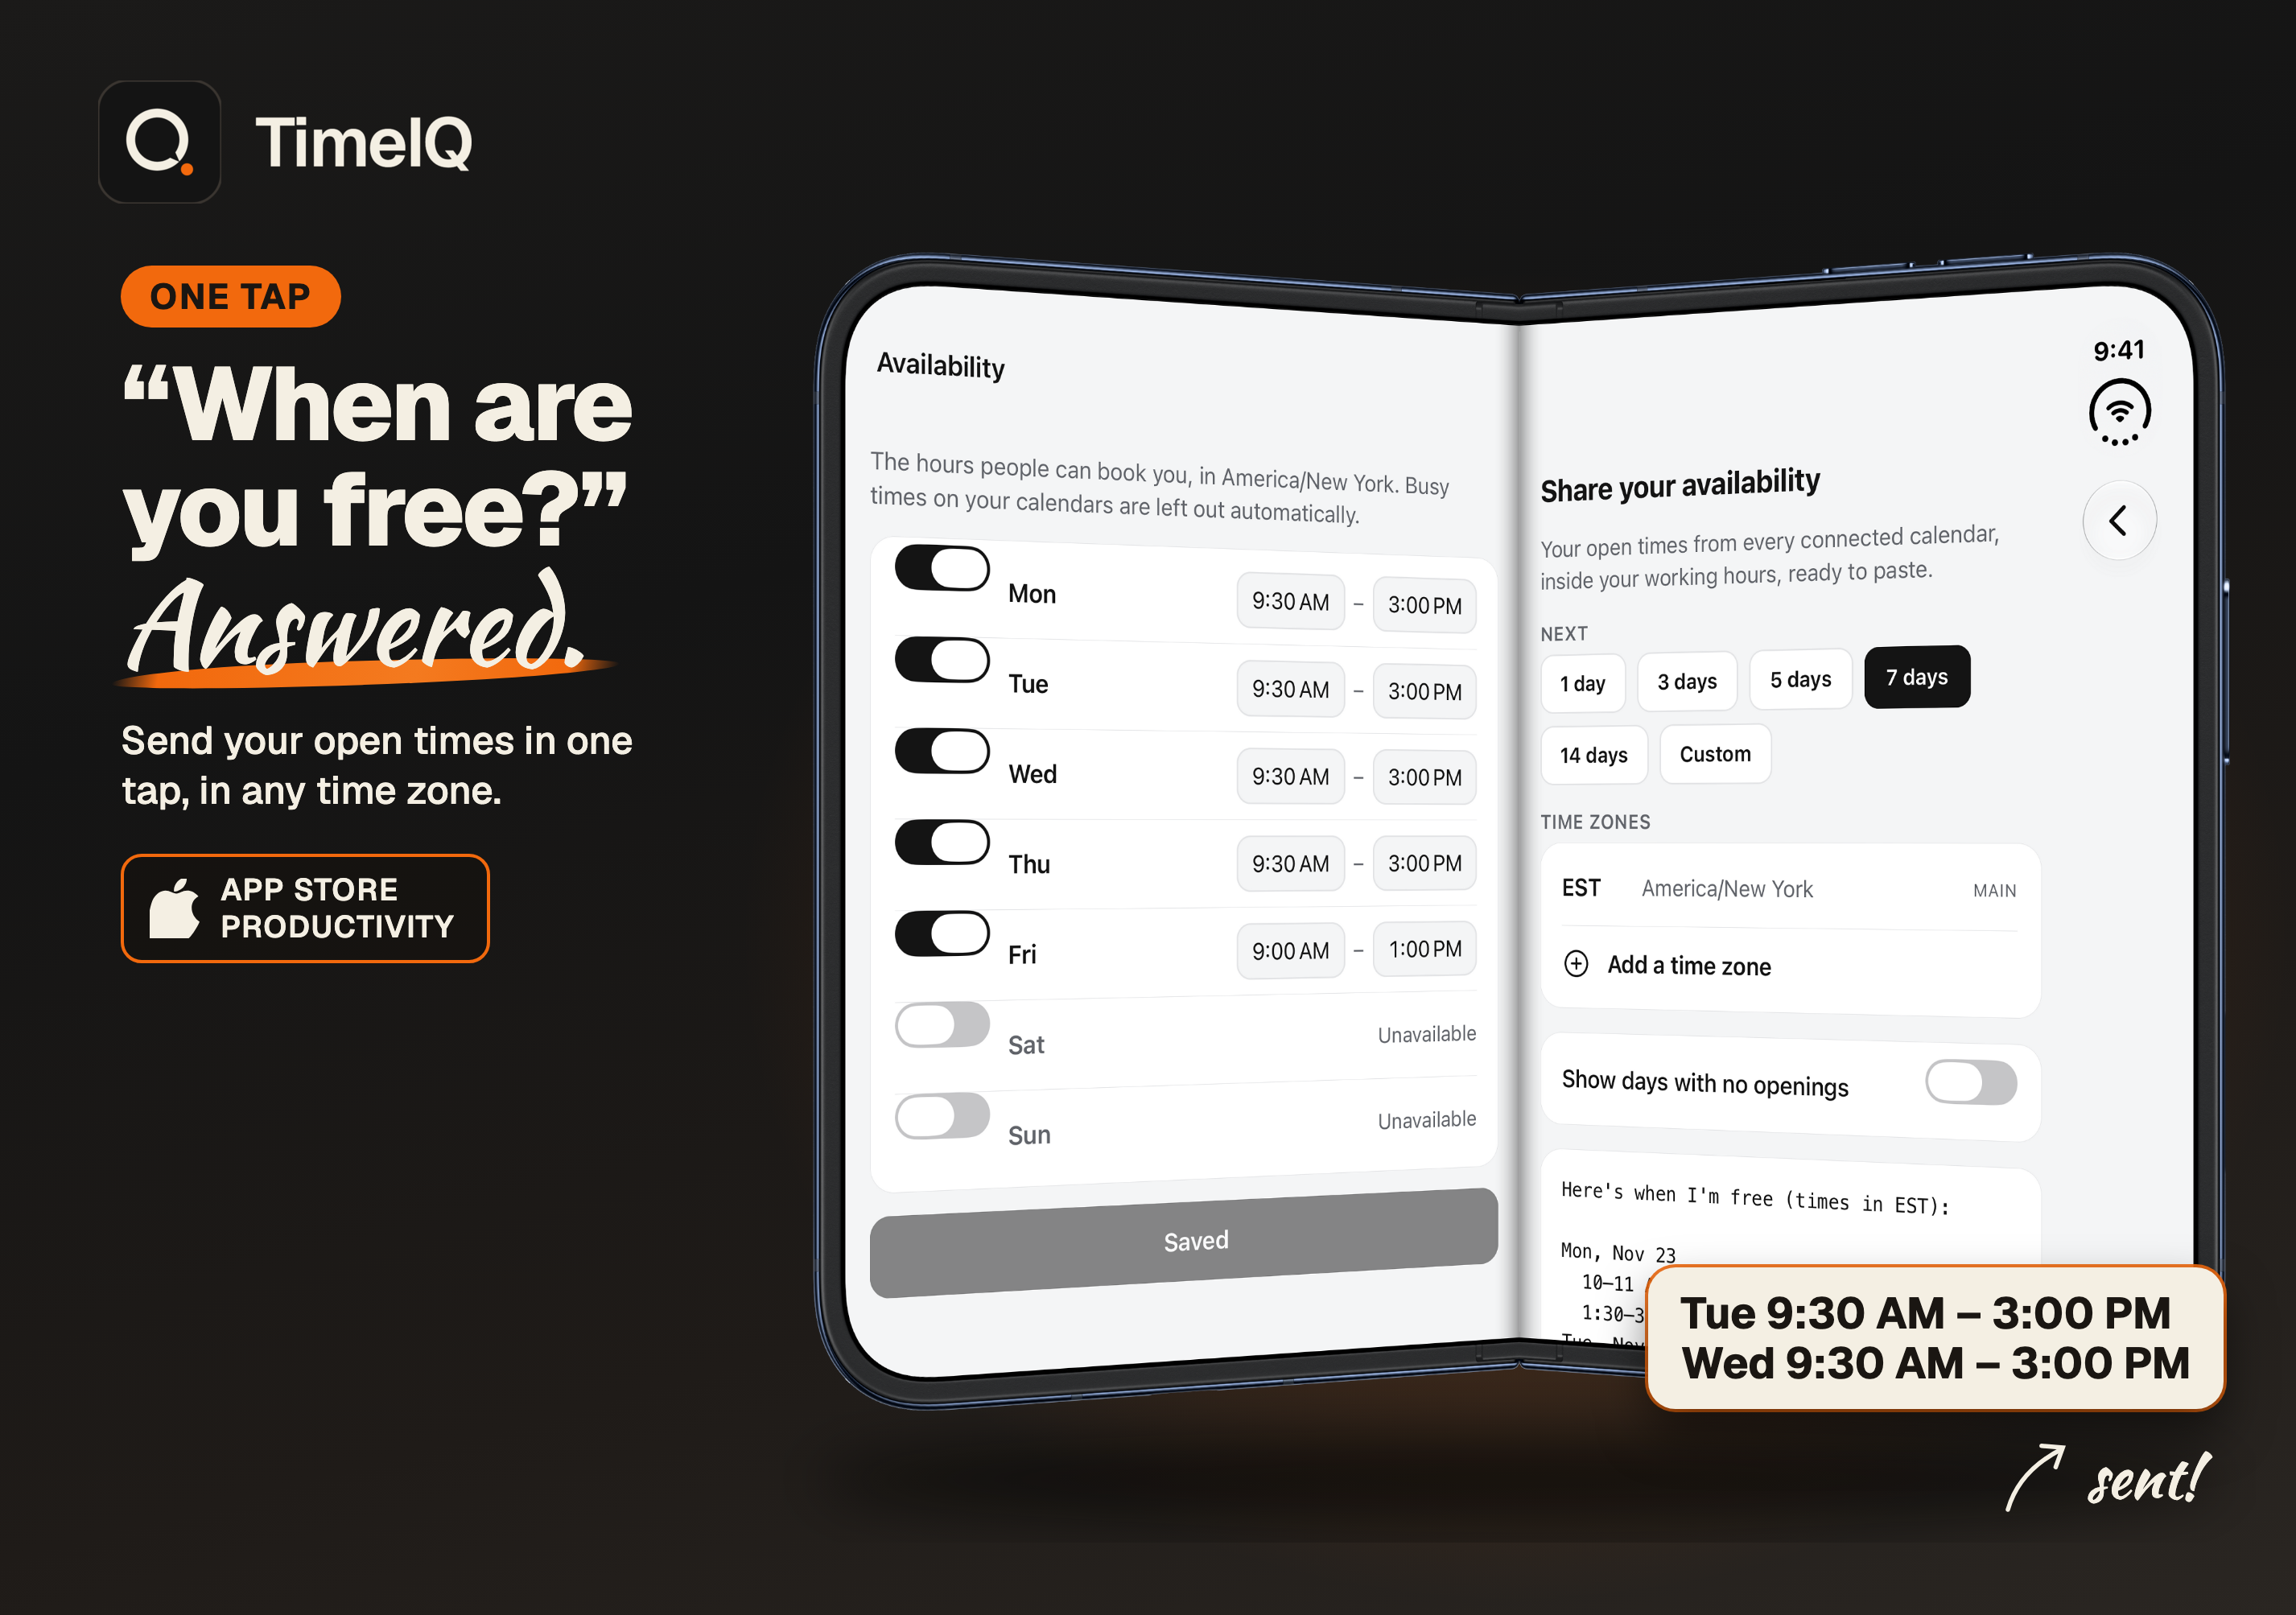 TimeIQ
ONE TAP
“When are
you free?”
Answered.
Send your open times in one
tap, in any time zone.
APP STORE
PRODUCTIVITY
Availability
The hours people can book you, in America/New York. Busy
times on your calendars are left out automatically.
Mon 9:30 AM – 3:00 PM
Tue 9:30 AM – 3:00 PM
Wed 9:30 AM – 3:00 PM
Thu 9:30 AM – 3:00 PM
Fri 9:00 AM – 1:00 PM
Sat Unavailable
Sun Unavailable
Saved
9:41
Share your availability
Your open times from every connected calendar,
inside your working hours, ready to paste.
NEXT
1 day 3 days 5 days 7 days
14 days Custom
TIME ZONES
EST America/New York MAIN
Add a time zone
Show days with no openings
Here's when I'm free (times in EST):
Mon, Nov 23
10–11
1:30–3
Tue, Nov
Tue 9:30 AM – 3:00 PM
Wed 9:30 AM – 3:00 PM
sent!